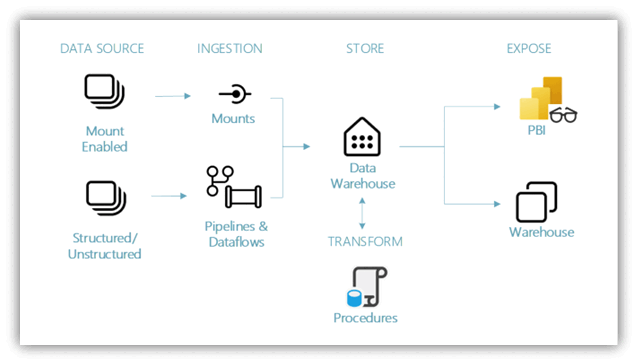 DATA SOURCE
INGESTION
STORE
EXPOSE
Mount
Enabled
Mounts
PBI
Data
Warehouse
Structured/
Unstructured
Pipelines &
Dataflows
Warehouse
TRANSFORM
Procedures